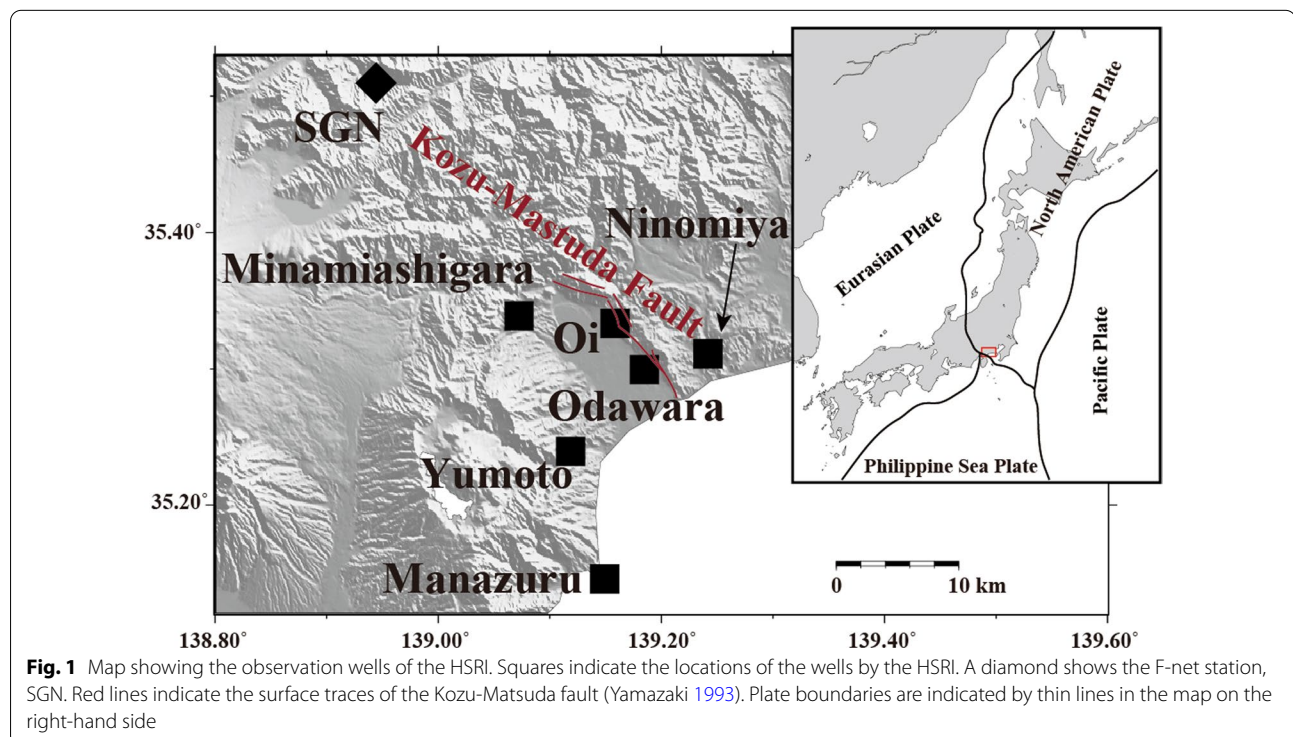 SGN
Kozu-Mastuda Fault
Ninomiya
Minamiashigara
Oi
Odawara
Yumoto
Manazuru
35.40°
35.20°
138.80°
139.00°
139.20°
139.40°
139.60°
0
10 km
Eurasian Plate
North American Plate
Pacific Plate
Philippine Sea Plate
Fig. 1 Map showing the observation wells of the HSRI. Squares indicate the locations of the wells by the HSRI. A diamond shows the F-net station,
SGN. Red lines indicate the surface traces of the Kozu-Matsuda fault (Yamazaki 1993). Plate boundaries are indicated by thin lines in the map on the
right-hand side